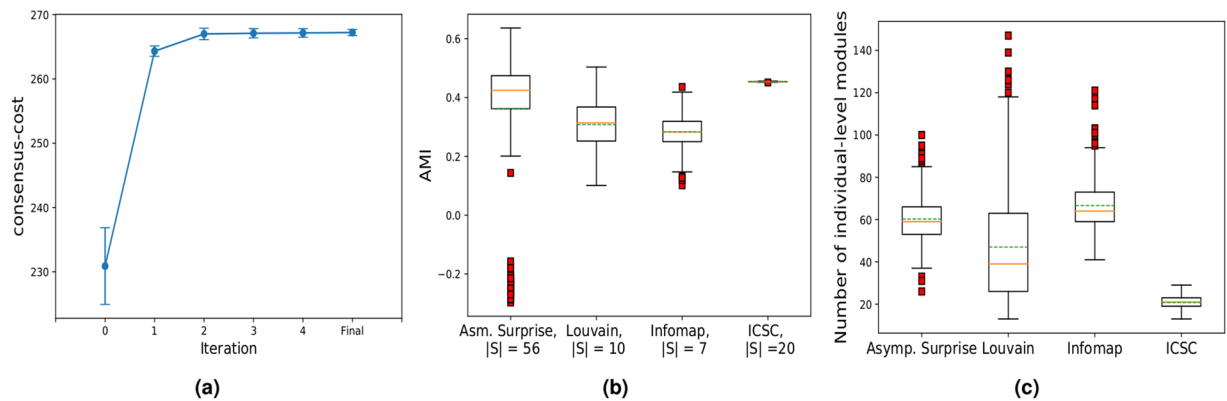 270
260
250
240
230
consensus-cost
0 1 2 3 4 Final
Iteration
(a)
0.6
0.4
0.2
0.0
−0.2
AMI
Asm. Surprise, Louvain, Infomap, ICSC,
|S| = 56 |S| = 10 |S| = 7 |S| =20
(b)
140
120
100
80
60
40
20
Number of individual-level modules
Asymp. Surprise Louvain Infomap ICSC
(c)